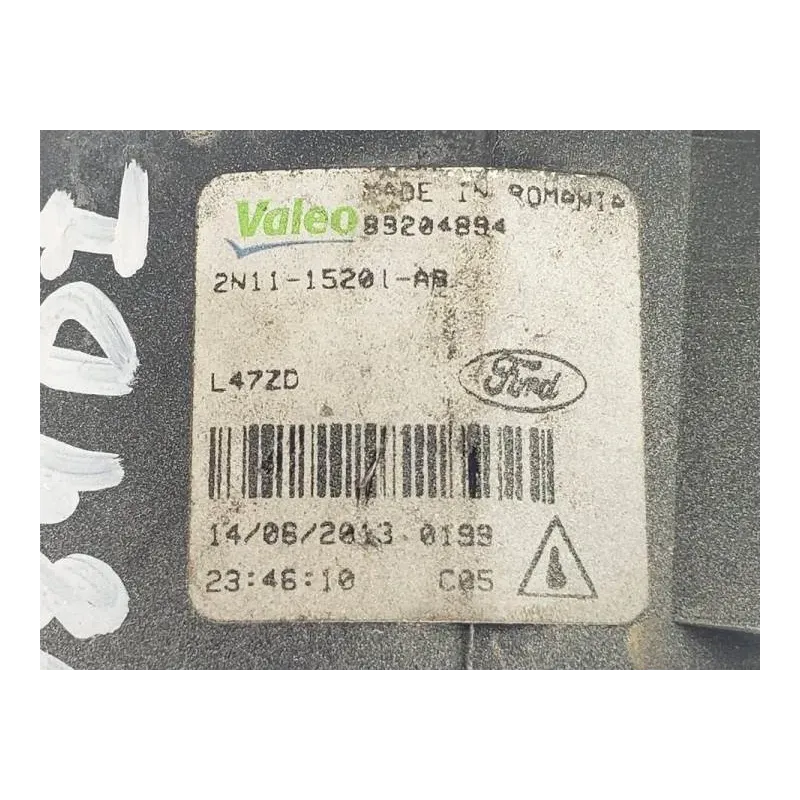 MADE IN ROMANIA
Valeo 89204894
2N11-15201-AB
L47ZD
Ford
14/06/2013 0199
23:46:10 C05